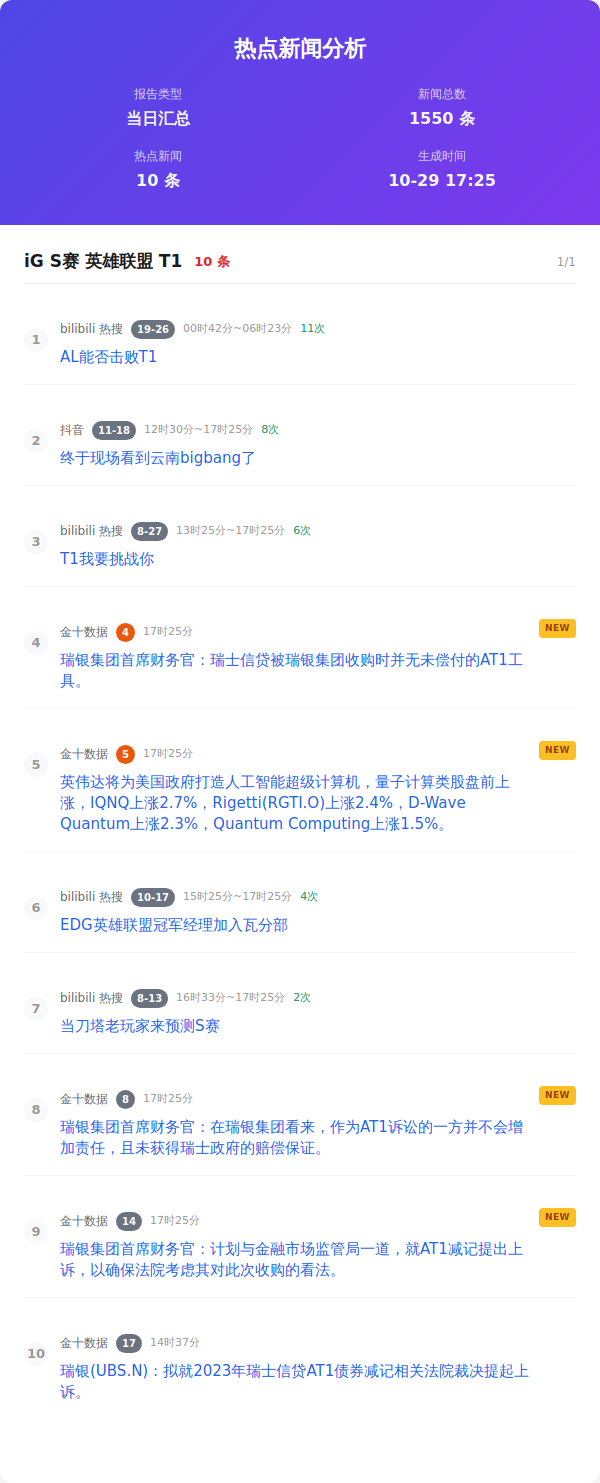 热点新闻分析
报告类型
当日汇总
新闻总数
1550 条
热点新闻
10 条
生成时间
10-29 17:25
iG S赛 英雄联盟 T1 10 条 1/1
1
bilibili 热搜 19-26 00时42分~06时23分 11次
AL能否击败T1
2
抖音 11-18 12时30分~17时25分 8次
终于现场看到云南bigbang了
3
bilibili 热搜 8-27 13时25分~17时25分 6次
T1我要挑战你
4
金十数据 4 17时25分 NEW
瑞银集团首席财务官：瑞士信贷被瑞银集团收购时并无未偿付的AT1工
具。
5
金十数据 5 17时25分 NEW
英伟达将为美国政府打造人工智能超级计算机，量子计算类股盘前上
涨，IQNQ上涨2.7%，Rigetti(RGTI.O)上涨2.4%，D-Wave
Quantum上涨2.3%，Quantum Computing上涨1.5%。
6
bilibili 热搜 10-17 15时25分~17时25分 4次
EDG英雄联盟冠军经理加入瓦分部
7
bilibili 热搜 8-13 16时33分~17时25分 2次
当刀塔老玩家来预测S赛
8
金十数据 8 17时25分 NEW
瑞银集团首席财务官：在瑞银集团看来，作为AT1诉讼的一方并不会增
加责任，且未获得瑞士政府的赔偿保证。
9
金十数据 14 17时25分 NEW
瑞银集团首席财务官：计划与金融市场监管局一道，就AT1减记提出上
诉，以确保法院考虑其对此次收购的看法。
10
金十数据 17 14时37分
瑞银(UBS.N)：拟就2023年瑞士信贷AT1债券减记相关法院裁决提起上
诉。